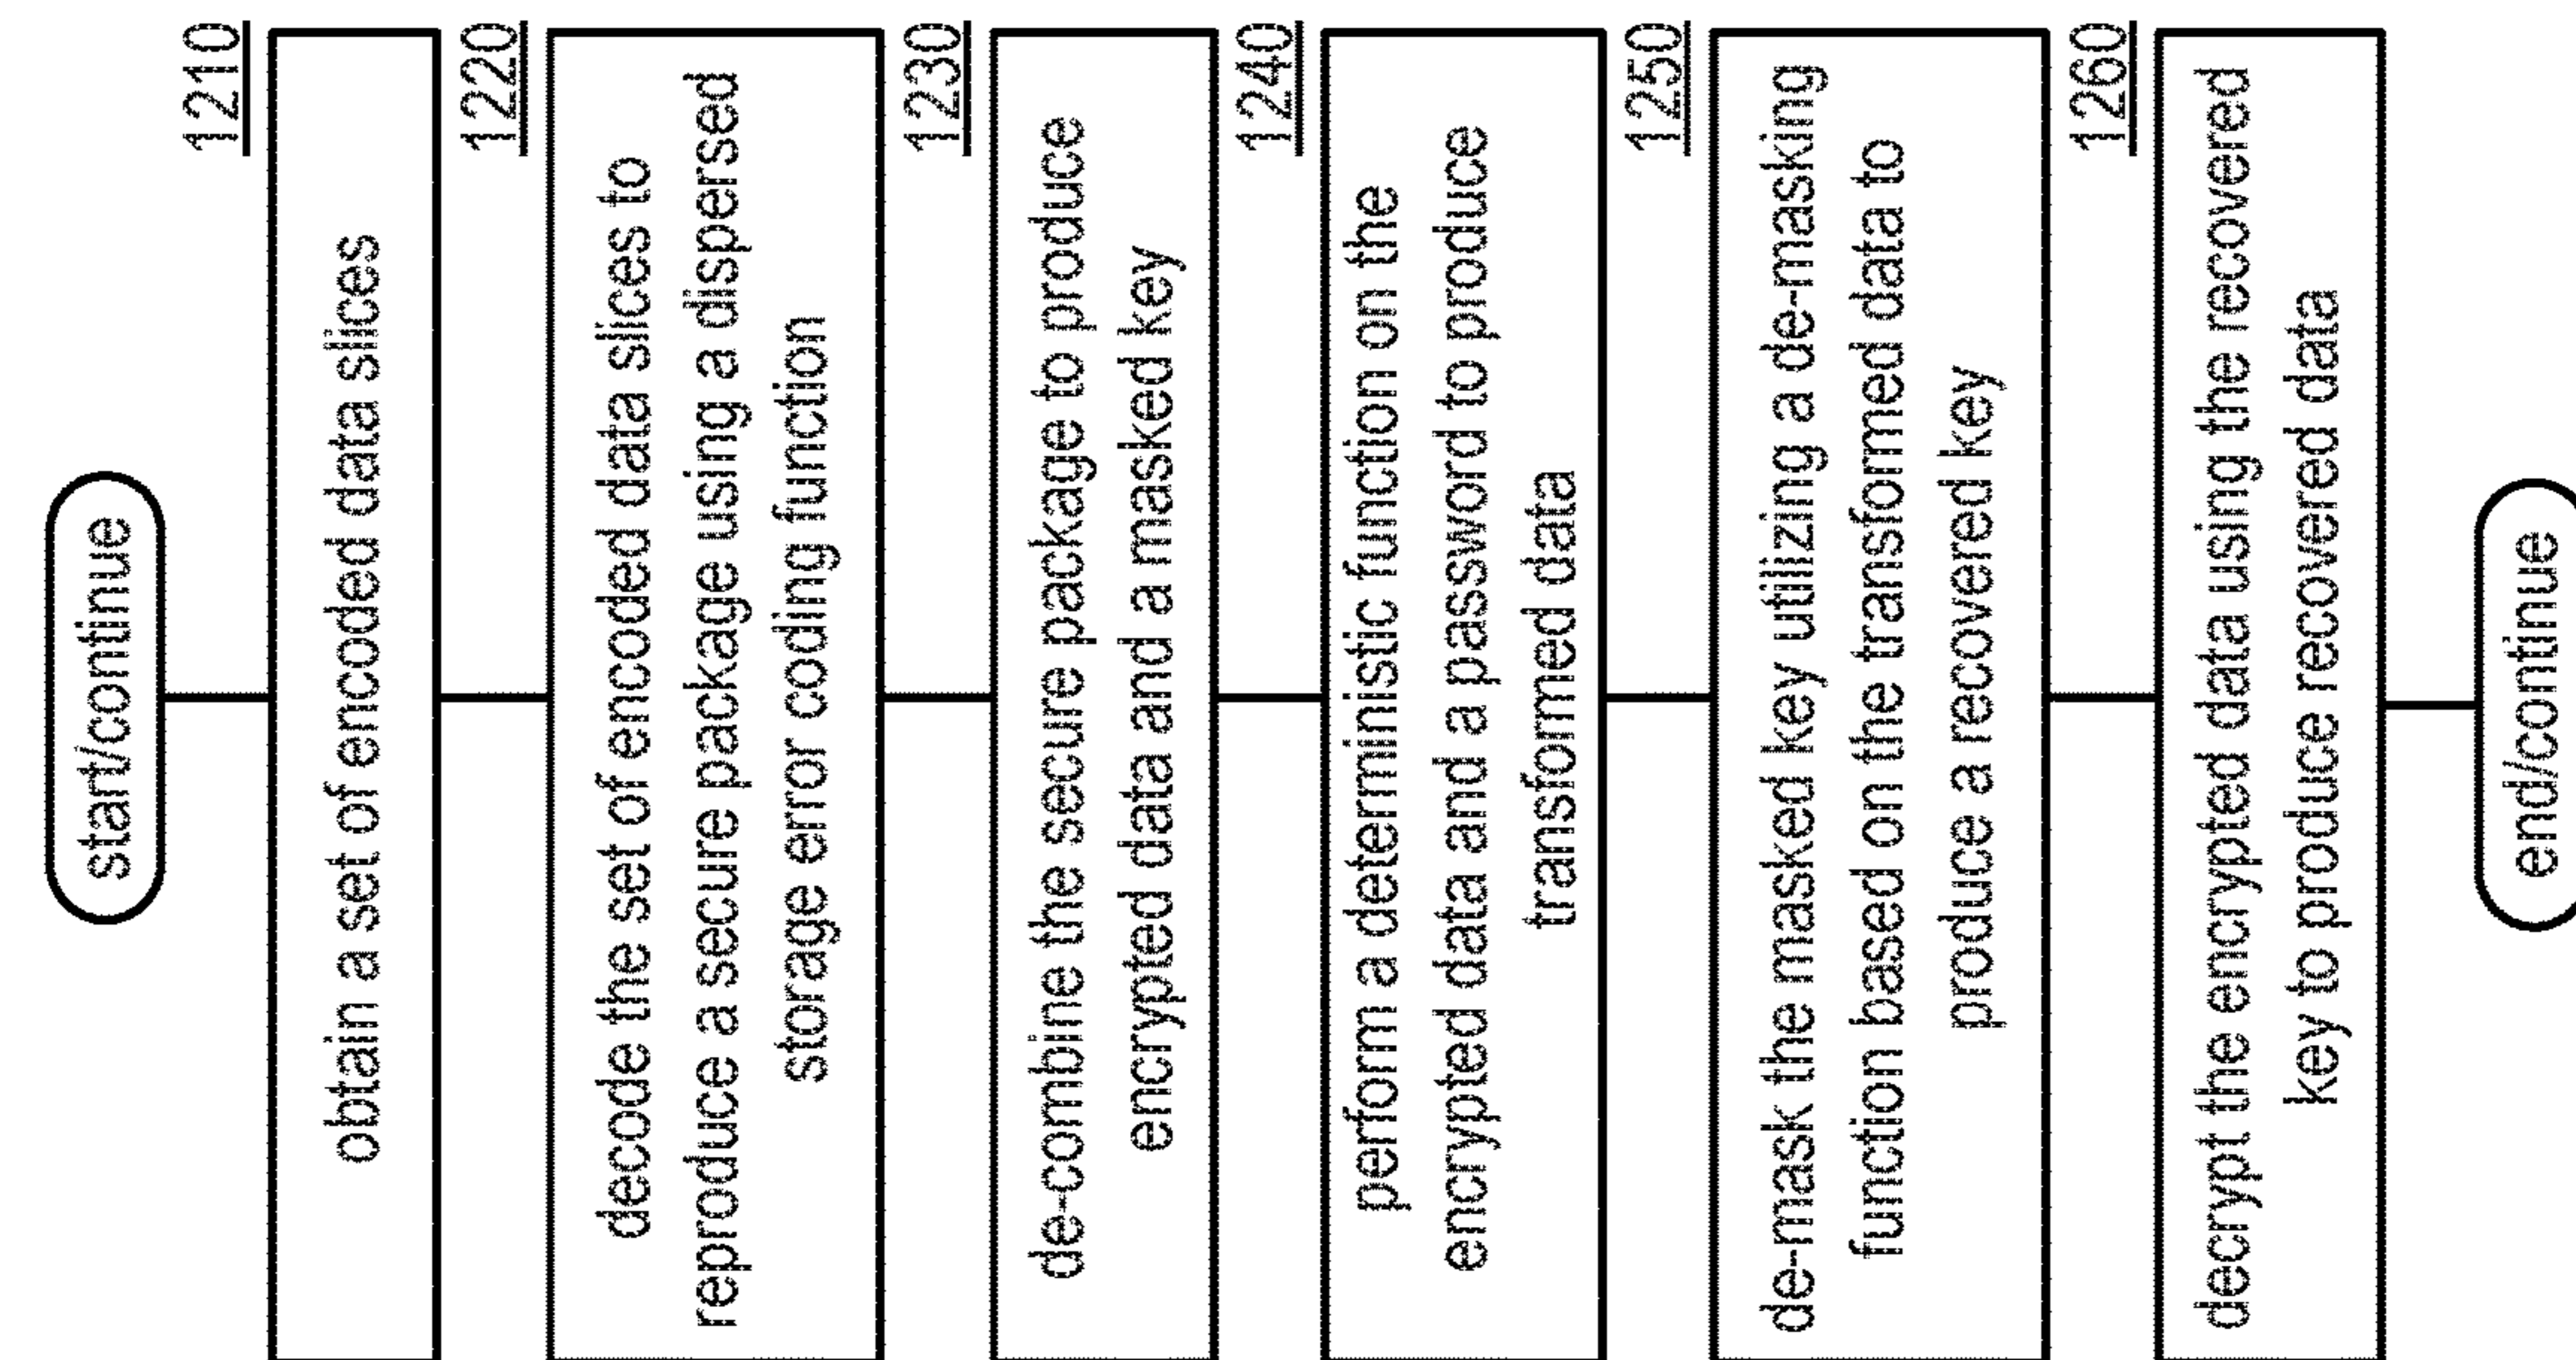 start/continue
1210
obtain a set of encoded data slices
1220
decode the set of encoded data slices to
reproduce a secure package using a dispersed
storage error coding function
1230
de-combine the secure package to produce
encrypted data and a masked key
1240
perform a deterministic function on the
encrypted data and a password to produce
transformed data
1250
de-mask the masked key utilizing a de-masking
function based on the transformed data to
produce a recovered key
1260
decrypt the encrypted data using the recovered
key to produce recovered data
end/continue